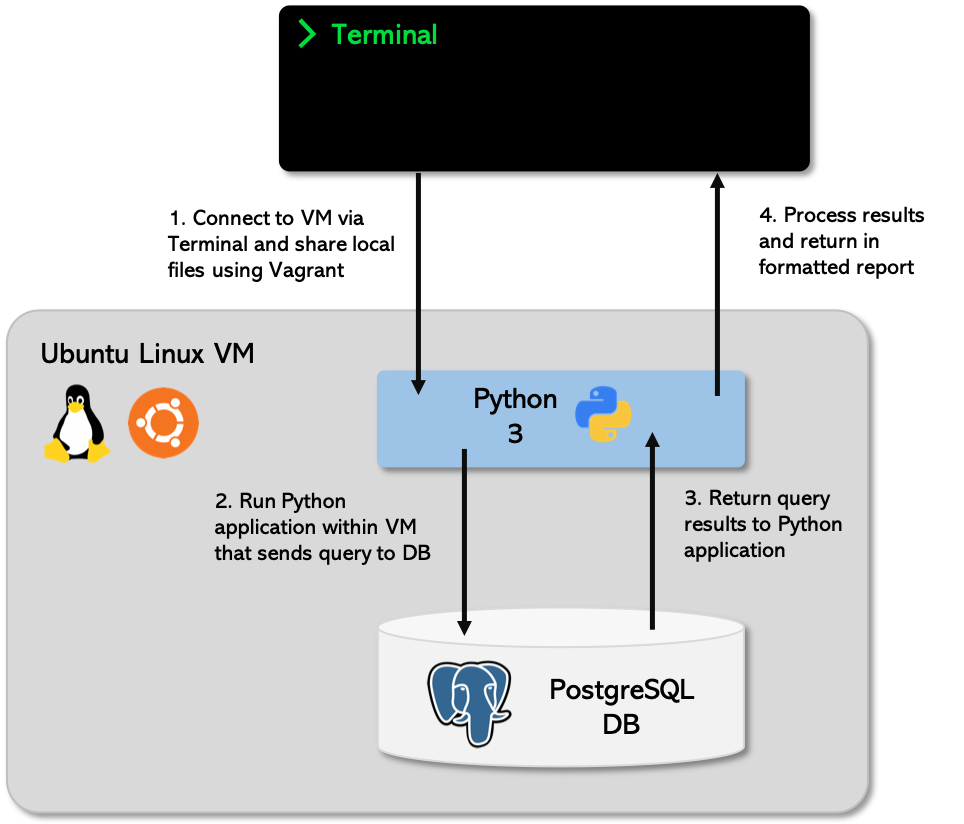 Terminal
1. Connect to VM via
Terminal and share local
files using Vagrant
4. Process results
and return in
formatted report
Ubuntu Linux VM
Python
3
2. Run Python
application within VM
that sends query to DB
3. Return query
results to Python
application
PostgreSQL
DB